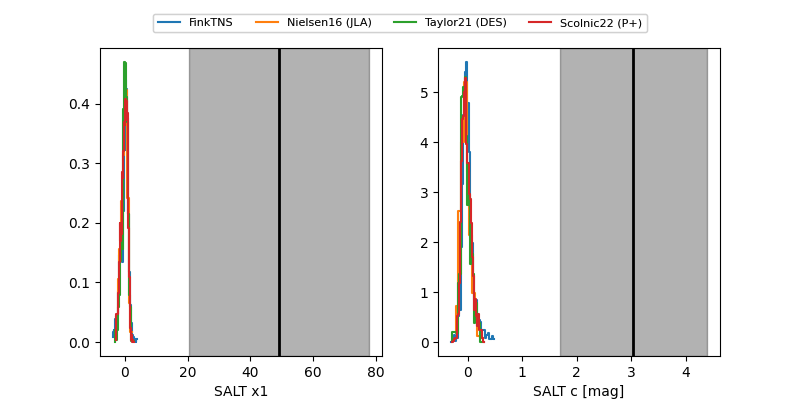 FinkTNS Nielsen16 (JLA) Taylor21 (DES) Scolnic22 (P+)
0.4
0.3
0.2
0.1
0.0
0 20 40 60 80
SALT x1
5
4
3
2
1
0
0 1 2 3 4
SALT c [mag]